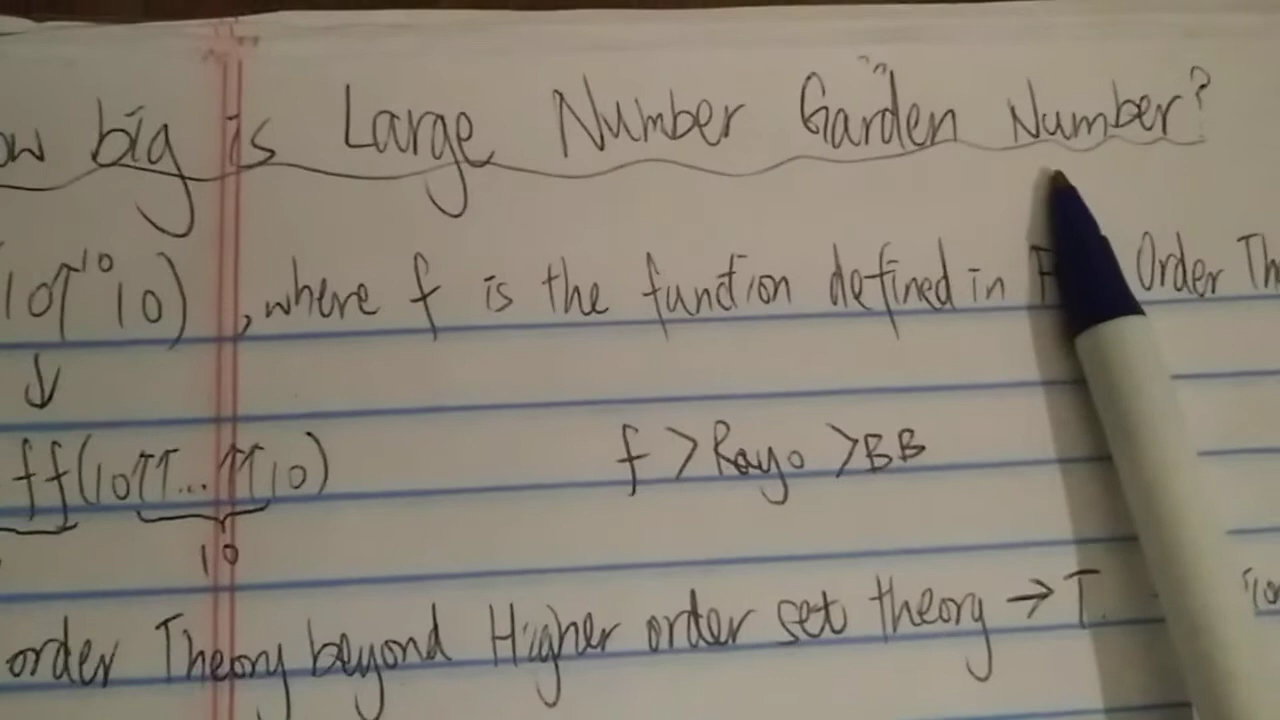 ow big is Large Number Garden Number?
10↑¹⁰10), where f is the function defined in F Order Th
↓
ff(10↑↑...↑↑10) f > Rayo > BB
10
order Theory beyond Higher order set theory → T.